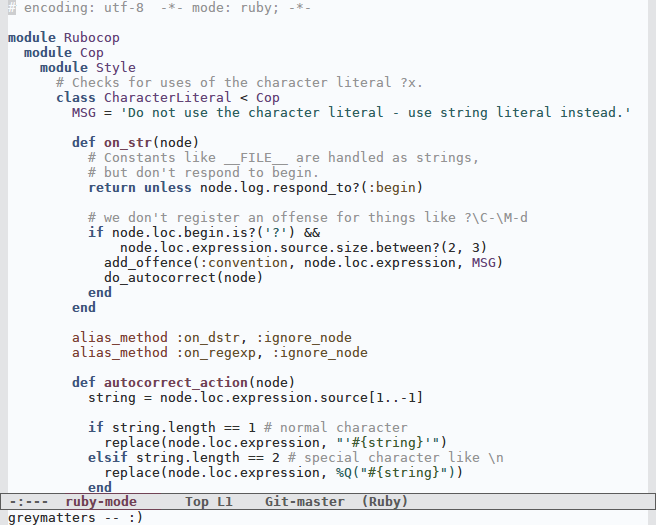 # encoding: utf-8  -*- mode: ruby; -*-

module Rubocop
  module Cop
    module Style
      # Checks for uses of the character literal ?x.
      class CharacterLiteral < Cop
        MSG = 'Do not use the character literal - use string literal instead.'

        def on_str(node)
          # Constants like __FILE__ are handled as strings,
          # but don't respond to begin.
          return unless node.log.respond_to?(:begin)

          # we don't register an offense for things like ?\C-\M-d
          if node.loc.begin.is?('?') &&
              node.loc.expression.source.size.between?(2, 3)
            add_offence(:convention, node.loc.expression, MSG)
            do_autocorrect(node)
          end
        end

        alias_method :on_dstr, :ignore_node
        alias_method :on_regexp, :ignore_node

        def autocorrect_action(node)
          string = node.loc.expression.source[1..-1]

          if string.length == 1 # normal character
            replace(node.loc.expression, "'#{string}'")
          elsif string.length == 2 # special character like \n
            replace(node.loc.expression, %Q("#{string}"))
          end
-:---  ruby-mode      Top L1    Git-master  (Ruby)
greymatters -- :)